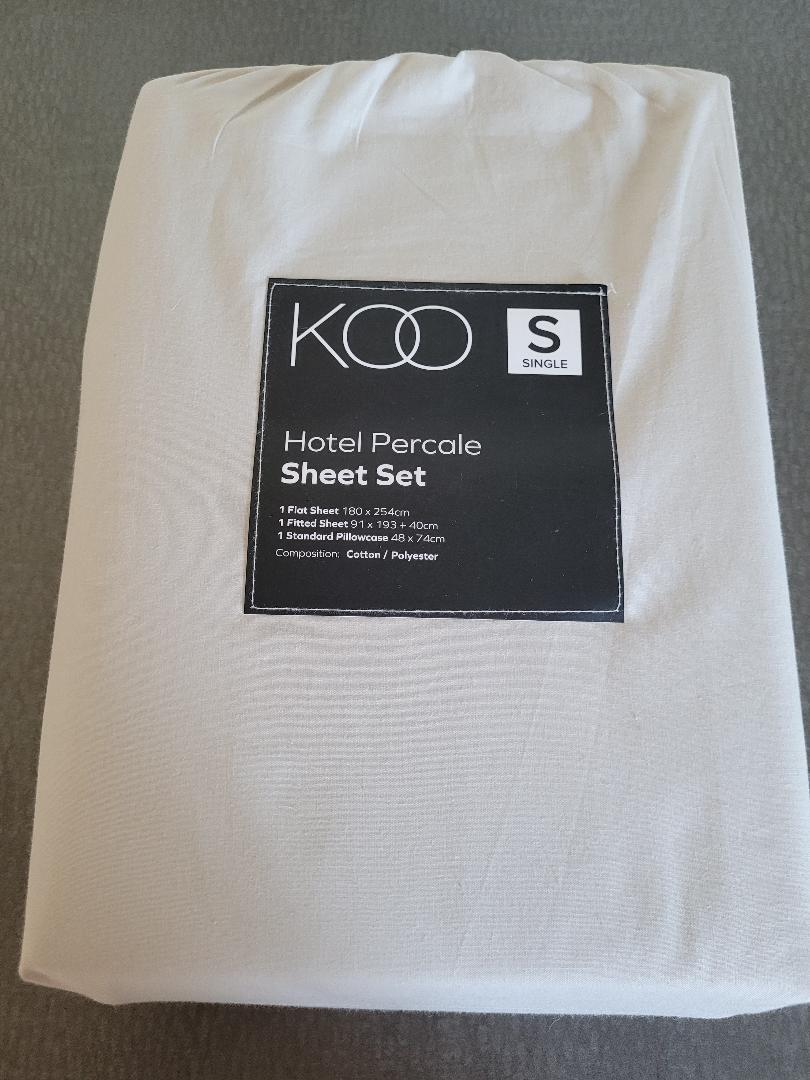 KOO
S
SINGLE
Hotel Percale
Sheet Set
1 Flat Sheet 180 x 254cm
1 Fitted Sheet 91 x 193 + 40cm
1 Standard Pillowcase 48 x 74cm
Composition: Cotton / Polyester